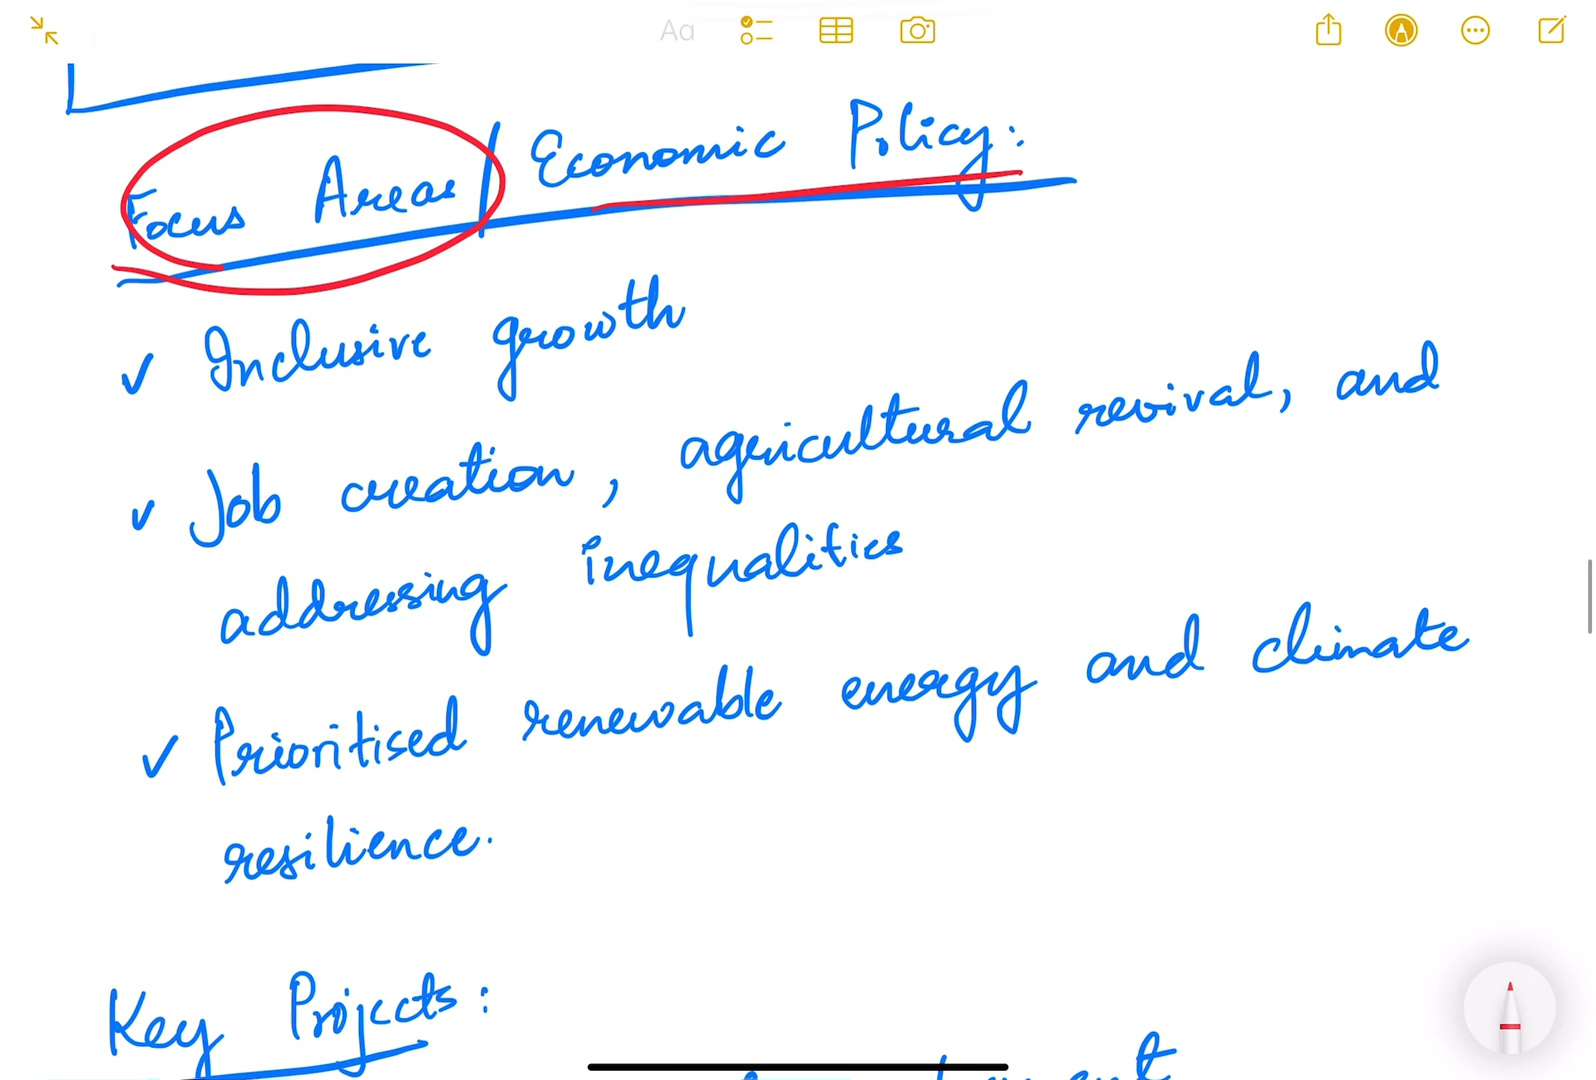 Aa
Focus Areas / Economic Policy:
✓ Inclusive growth
✓ Job creation, agricultural revival, and
addressing inequalities
✓ Prioritised renewable energy and climate
resilience.
Key Projects: